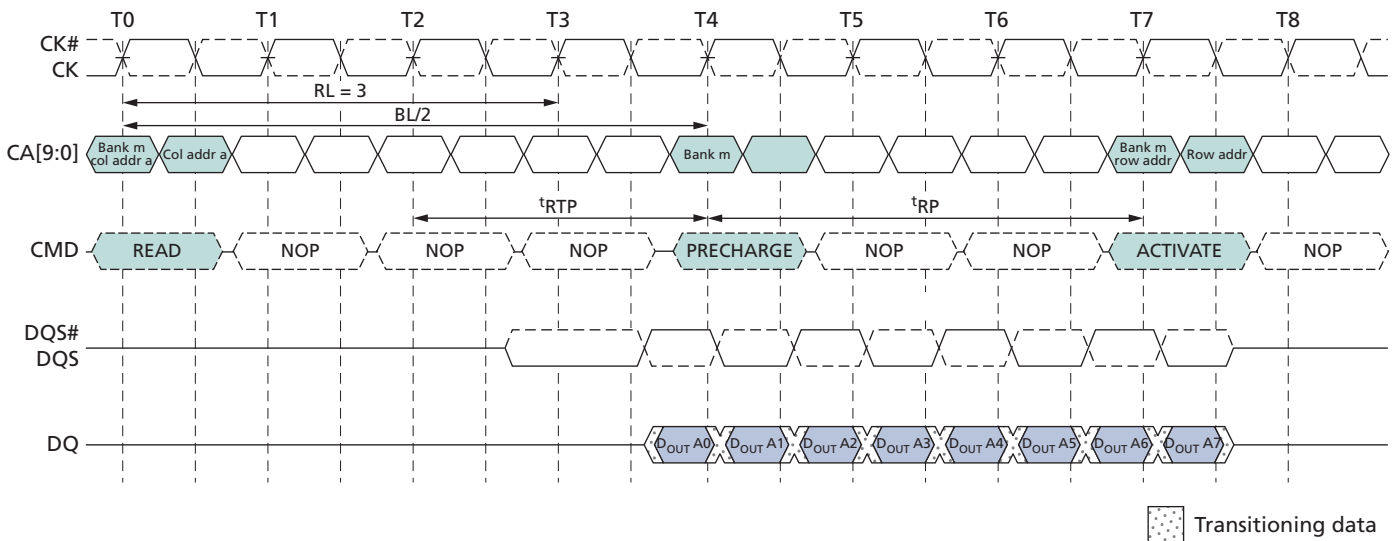 T0 T1 T2 T3 T4 T5 T6 T7 T8
CK#
CK
RL = 3
BL/2
CA[9:0]
Bank m
col addr a
Col addr a
Bank m
Bank m
row addr
Row addr
tRTP
tRP
CMD
READ NOP NOP NOP PRECHARGE NOP NOP ACTIVATE NOP
DQS#
DQS
DQ
DOUT A0 DOUT A1 DOUT A2 DOUT A3 DOUT A4 DOUT A5 DOUT A6 DOUT A7
Transitioning data